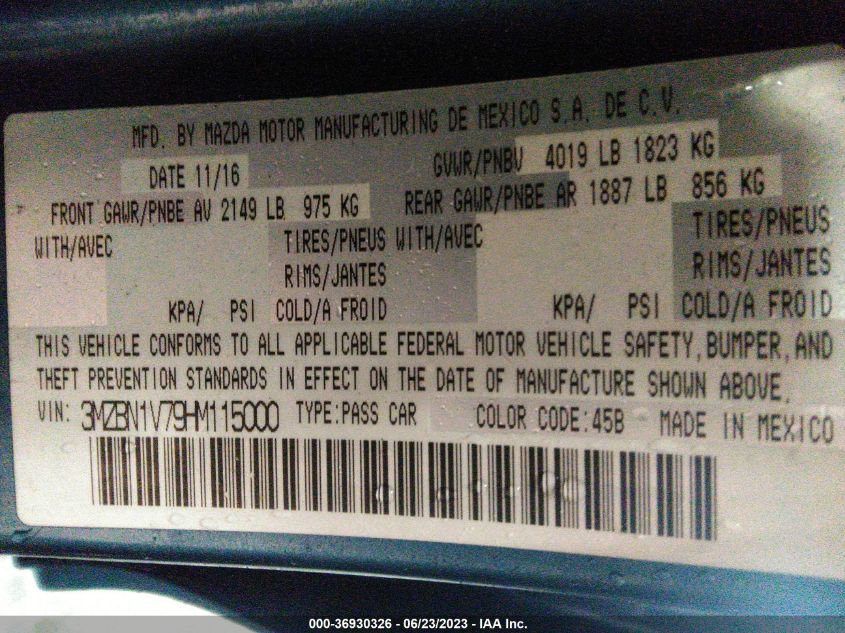 MFD. BY MAZDA MOTOR MANUFACTURING DE MEXICO S.A. DE C.V.
DATE 11/16 GVWR/PNBV 4019 LB 1823 KG
FRONT GAWR/PNBE AV 2149 LB 975 KG REAR GAWR/PNBE AR 1887 LB 856 KG
WITH/AVEC TIRES/PNEUS WITH/AVEC TIRES/PNEUS
RIMS/JANTES RIMS/JANTES
KPA/ PSI COLD/A FROID KPA/ PSI COLD/A FROID
THIS VEHICLE CONFORMS TO ALL APPLICABLE FEDERAL MOTOR VEHICLE SAFETY, BUMPER, AND
THEFT PREVENTION STANDARDS IN EFFECT ON THE DATE OF MANUFACTURE SHOWN ABOVE.
VIN: 3MZBN1V79HM115000 TYPE:PASS CAR COLOR CODE:45B MADE IN MEXICO
000-36930326 - 06/23/2023 - IAA Inc.